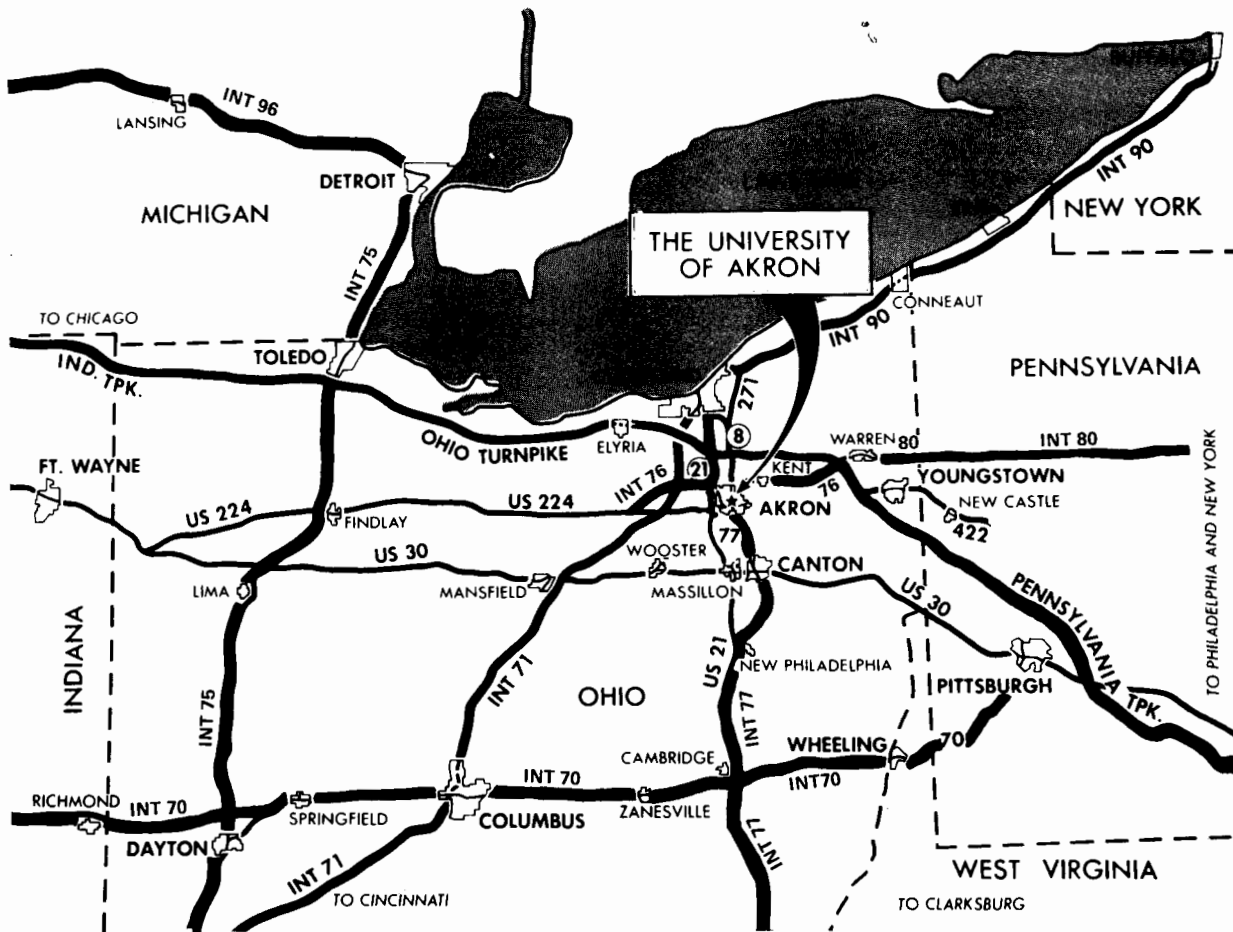 BUFFALO
INT 96
LANSING
INT 90
DETROIT
MICHIGAN
NEW YORK
THE UNIVERSITY
OF AKRON
INT 75
CONNEAUT
TO CHICAGO
INT 90
TOLEDO
IND. TPK.
PENNSYLVANIA
271
OHIO TURNPIKE
ELYRIA
8
WARREN
80
INT 80
FT. WAYNE
21
KENT
INT 76
76
YOUNGSTOWN
NEW CASTLE
422
US 224
FINDLAY
US 224
AKRON
77
US 30
WOOSTER
CANTON
LIMA
MANSFIELD
MASSILLON
US 30
PENNSYLVANIA TPK.
TO PHILADELPHIA AND NEW YORK
INDIANA
INT 75
INT 71
OHIO
US 21
NEW PHILADELPHIA
PITTSBURGH
INT 77
CAMBRIDGE
WHEELING
70
INT 70
INT70
RICHMOND
INT 70
SPRINGFIELD
COLUMBUS
ZANESVILLE
DAYTON
INT 71
INT 77
WEST VIRGINIA
TO CINCINNATI
TO CLARKSBURG